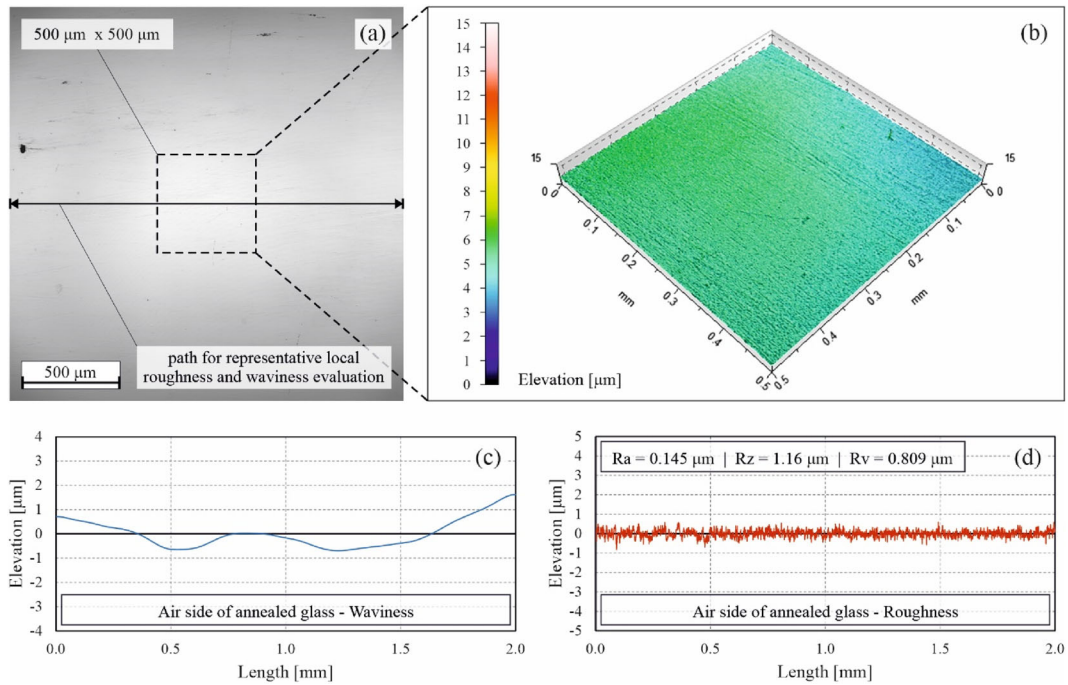 500 μm x 500 μm
(a)
path for representative local
roughness and waviness evaluation
500 μm
15
14
13
12
11
10
9
8
7
6
5
4
3
2
1
0
Elevation [μm]
(b)
15
0
0
0.1
0.2
0.3
0.4
0.5
mm
15
0
0
0.1
0.2
0.3
0.4
0.5
mm
4
3
2
1
0
-1
-2
-3
-4
Elevation [μm]
(c)
Air side of annealed glass - Waviness
0.0 0.5 1.0 1.5 2.0
Length [mm]
5
4
3
2
1
0
-1
-2
-3
-4
-5
Elevation [μm]
Ra = 0.145 μm | Rz = 1.16 μm | Rv = 0.809 μm
(d)
Air side of annealed glass - Roughness
0.0 0.5 1.0 1.5 2.0
Length [mm]